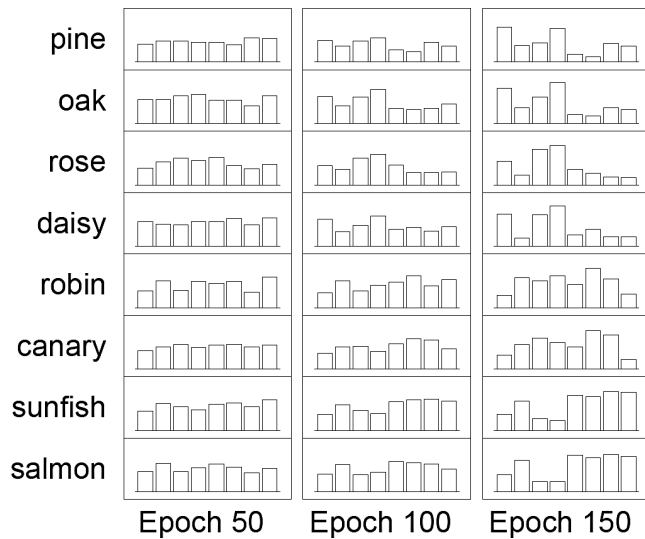 pine
oak
rose
daisy
robin
canary
sunfish
salmon
Epoch 50 Epoch 100 Epoch 150